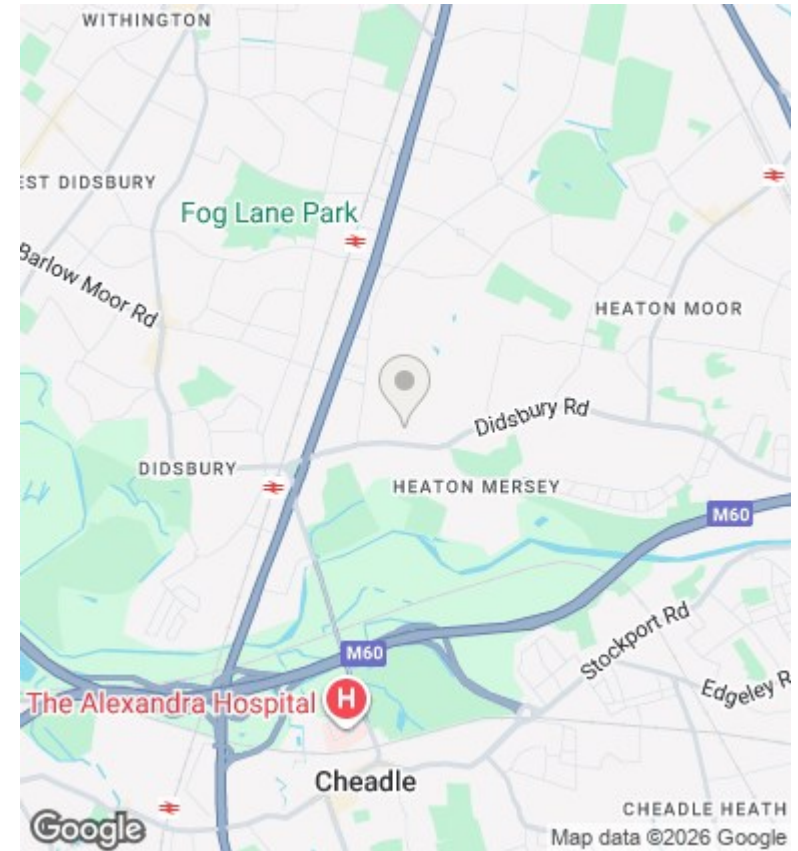 WITHINGTON
EST DIDSBURY
Fog Lane Park
Barlow Moor Rd
HEATON MOOR
Didsbury Rd
DIDSBURY
HEATON MERSEY
M60
Stockport Rd
M60
Edgeley R
The Alexandra Hospital
H
Cheadle
CHEADLE HEATH
Google
Map data ©2026 Google